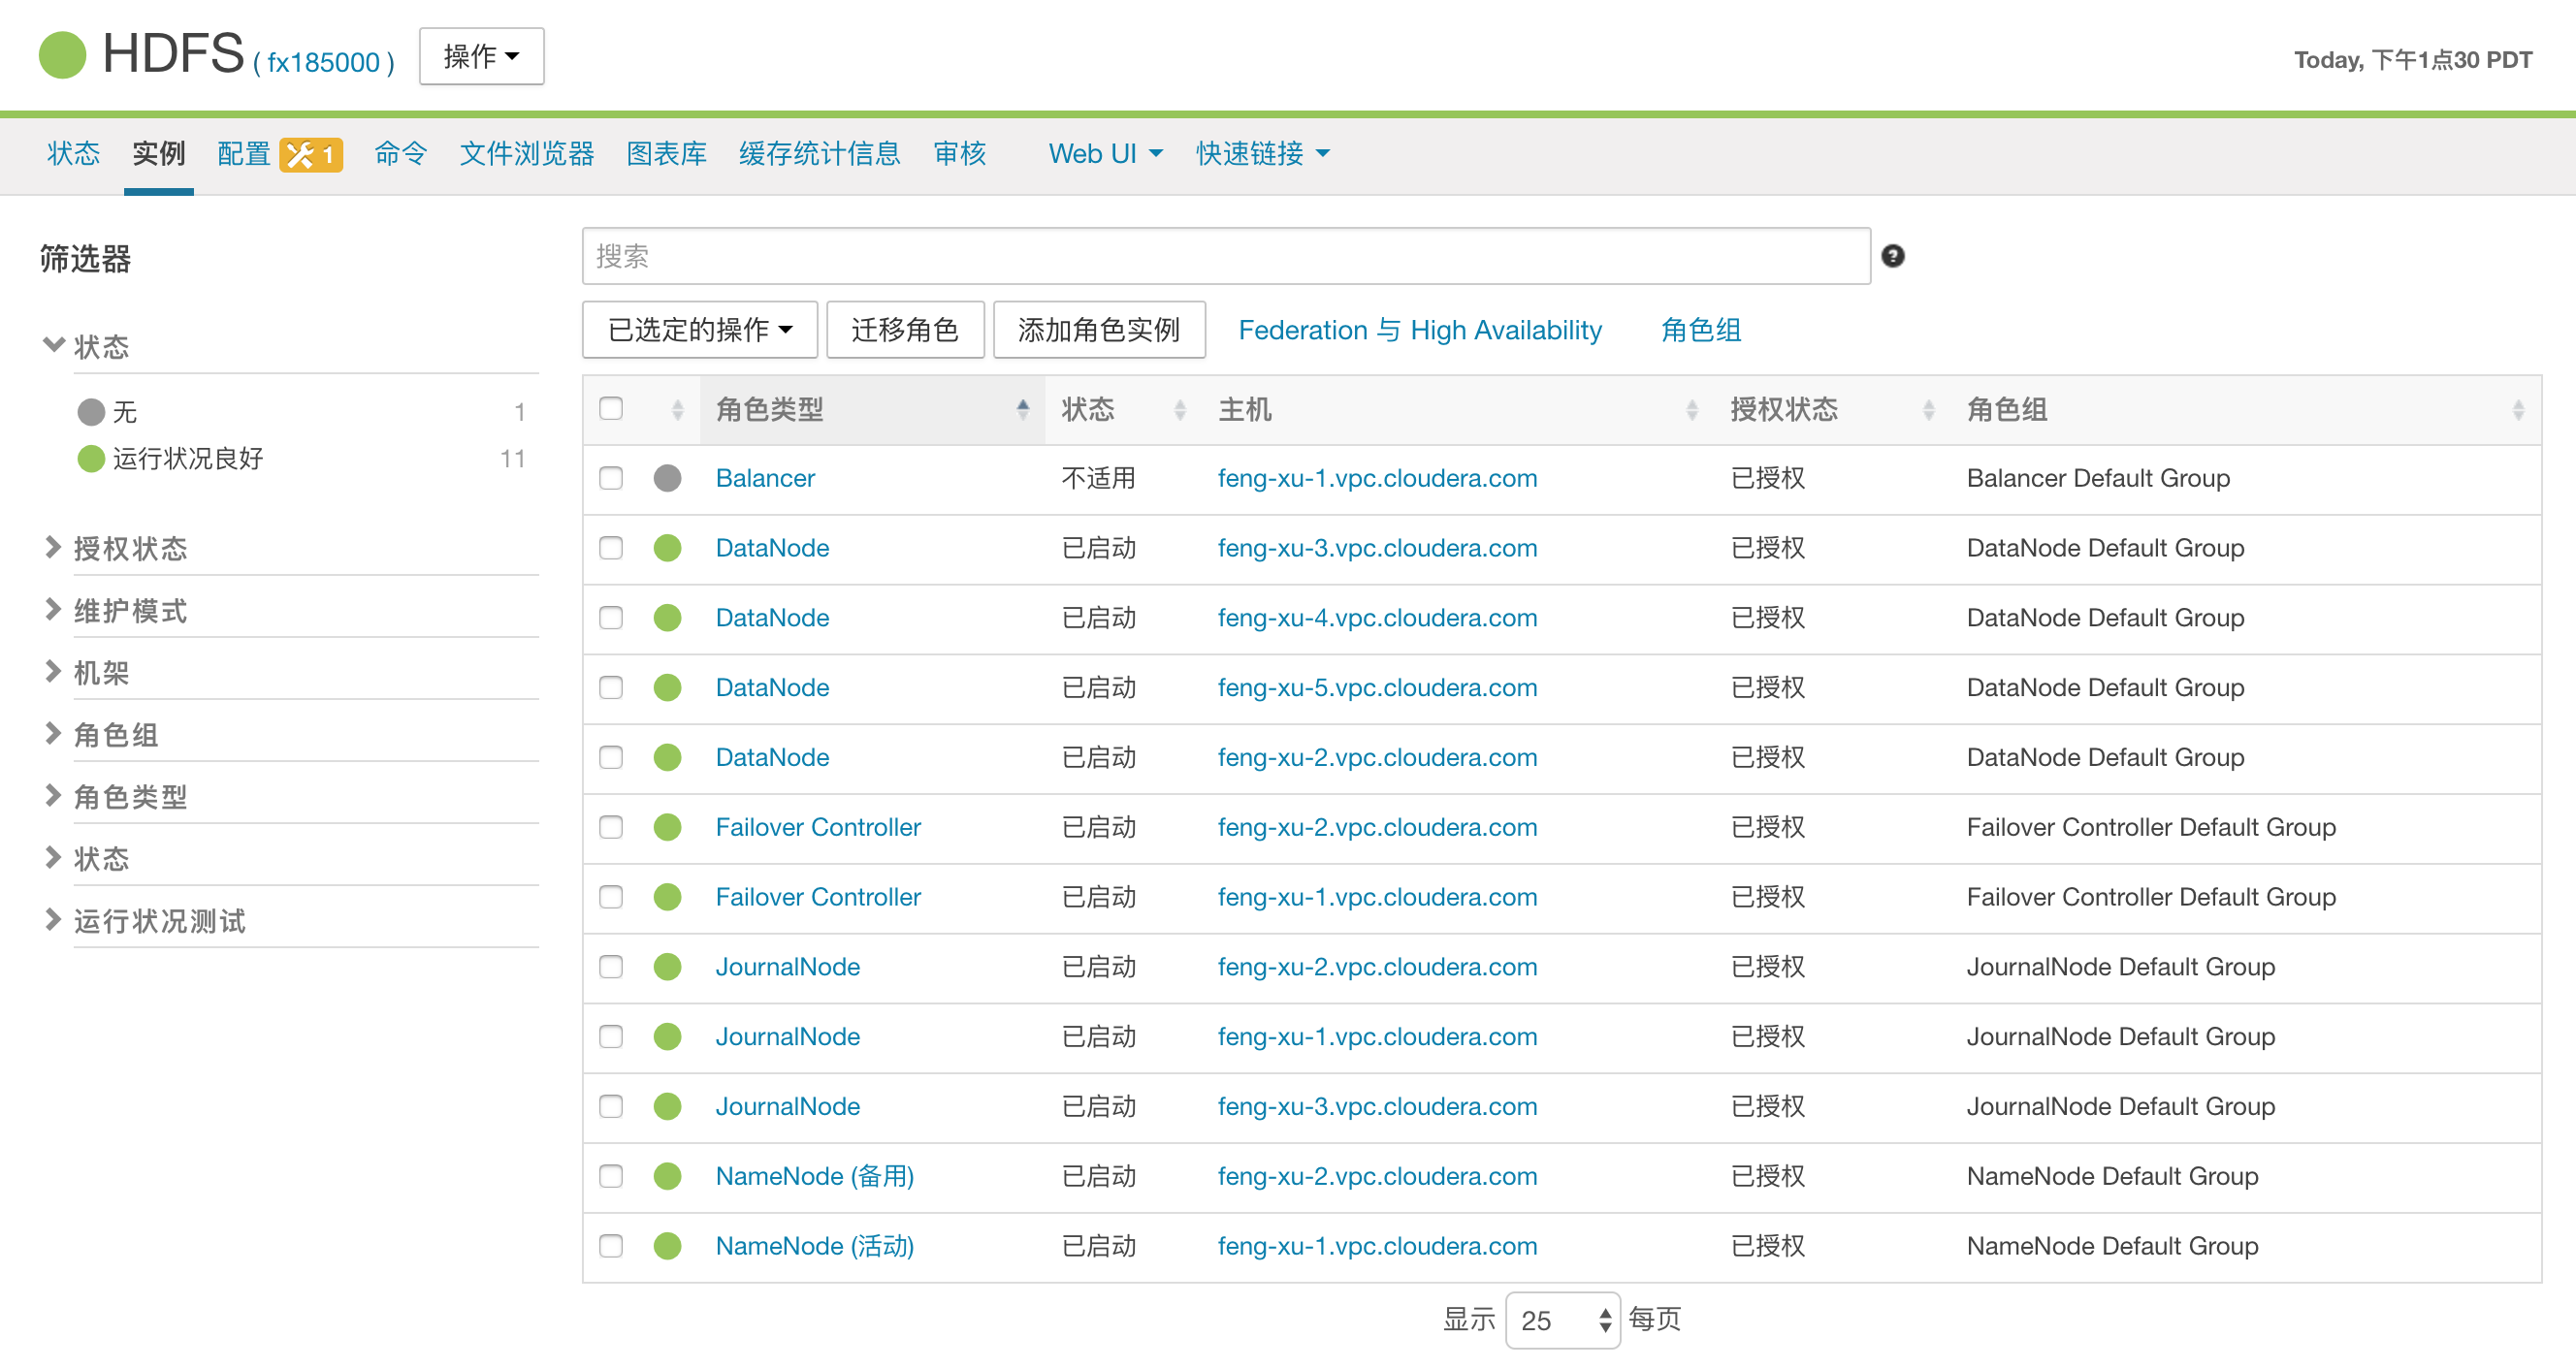 HDFS ( fx185000 ) 操作
Today, 下午1点30 PDT
状态 实例 配置 1 命令 文件浏览器 图表库 缓存统计信息 审核 Web UI 快速链接
筛选器
状态
无 1
运行状况良好 11
授权状态
维护模式
机架
角色组
角色类型
状态
运行状况测试
搜索 ?
已选定的操作 迁移角色 添加角色实例 Federation 与 High Availability 角色组
角色类型 状态 主机 授权状态 角色组
Balancer 不适用 feng-xu-1.vpc.cloudera.com 已授权 Balancer Default Group
DataNode 已启动 feng-xu-3.vpc.cloudera.com 已授权 DataNode Default Group
DataNode 已启动 feng-xu-4.vpc.cloudera.com 已授权 DataNode Default Group
DataNode 已启动 feng-xu-5.vpc.cloudera.com 已授权 DataNode Default Group
DataNode 已启动 feng-xu-2.vpc.cloudera.com 已授权 DataNode Default Group
Failover Controller 已启动 feng-xu-2.vpc.cloudera.com 已授权 Failover Controller Default Group
Failover Controller 已启动 feng-xu-1.vpc.cloudera.com 已授权 Failover Controller Default Group
JournalNode 已启动 feng-xu-2.vpc.cloudera.com 已授权 JournalNode Default Group
JournalNode 已启动 feng-xu-1.vpc.cloudera.com 已授权 JournalNode Default Group
JournalNode 已启动 feng-xu-3.vpc.cloudera.com 已授权 JournalNode Default Group
NameNode (备用) 已启动 feng-xu-2.vpc.cloudera.com 已授权 NameNode Default Group
NameNode (活动) 已启动 feng-xu-1.vpc.cloudera.com 已授权 NameNode Default Group
显示 25 每页